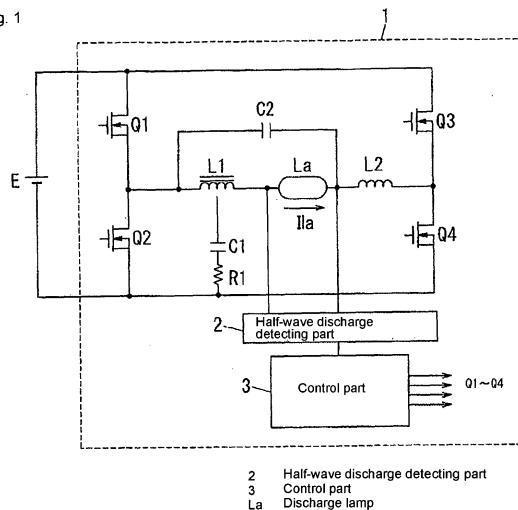 g. 1
1
Q1
C2
Q3
E
L1
La
L2
Ila
Q2
Q4
C1
R1
2
Half-wave discharge
detecting part
3
Control part
Q1~Q4
2 Half-wave discharge detecting part
3 Control part
La Discharge lamp